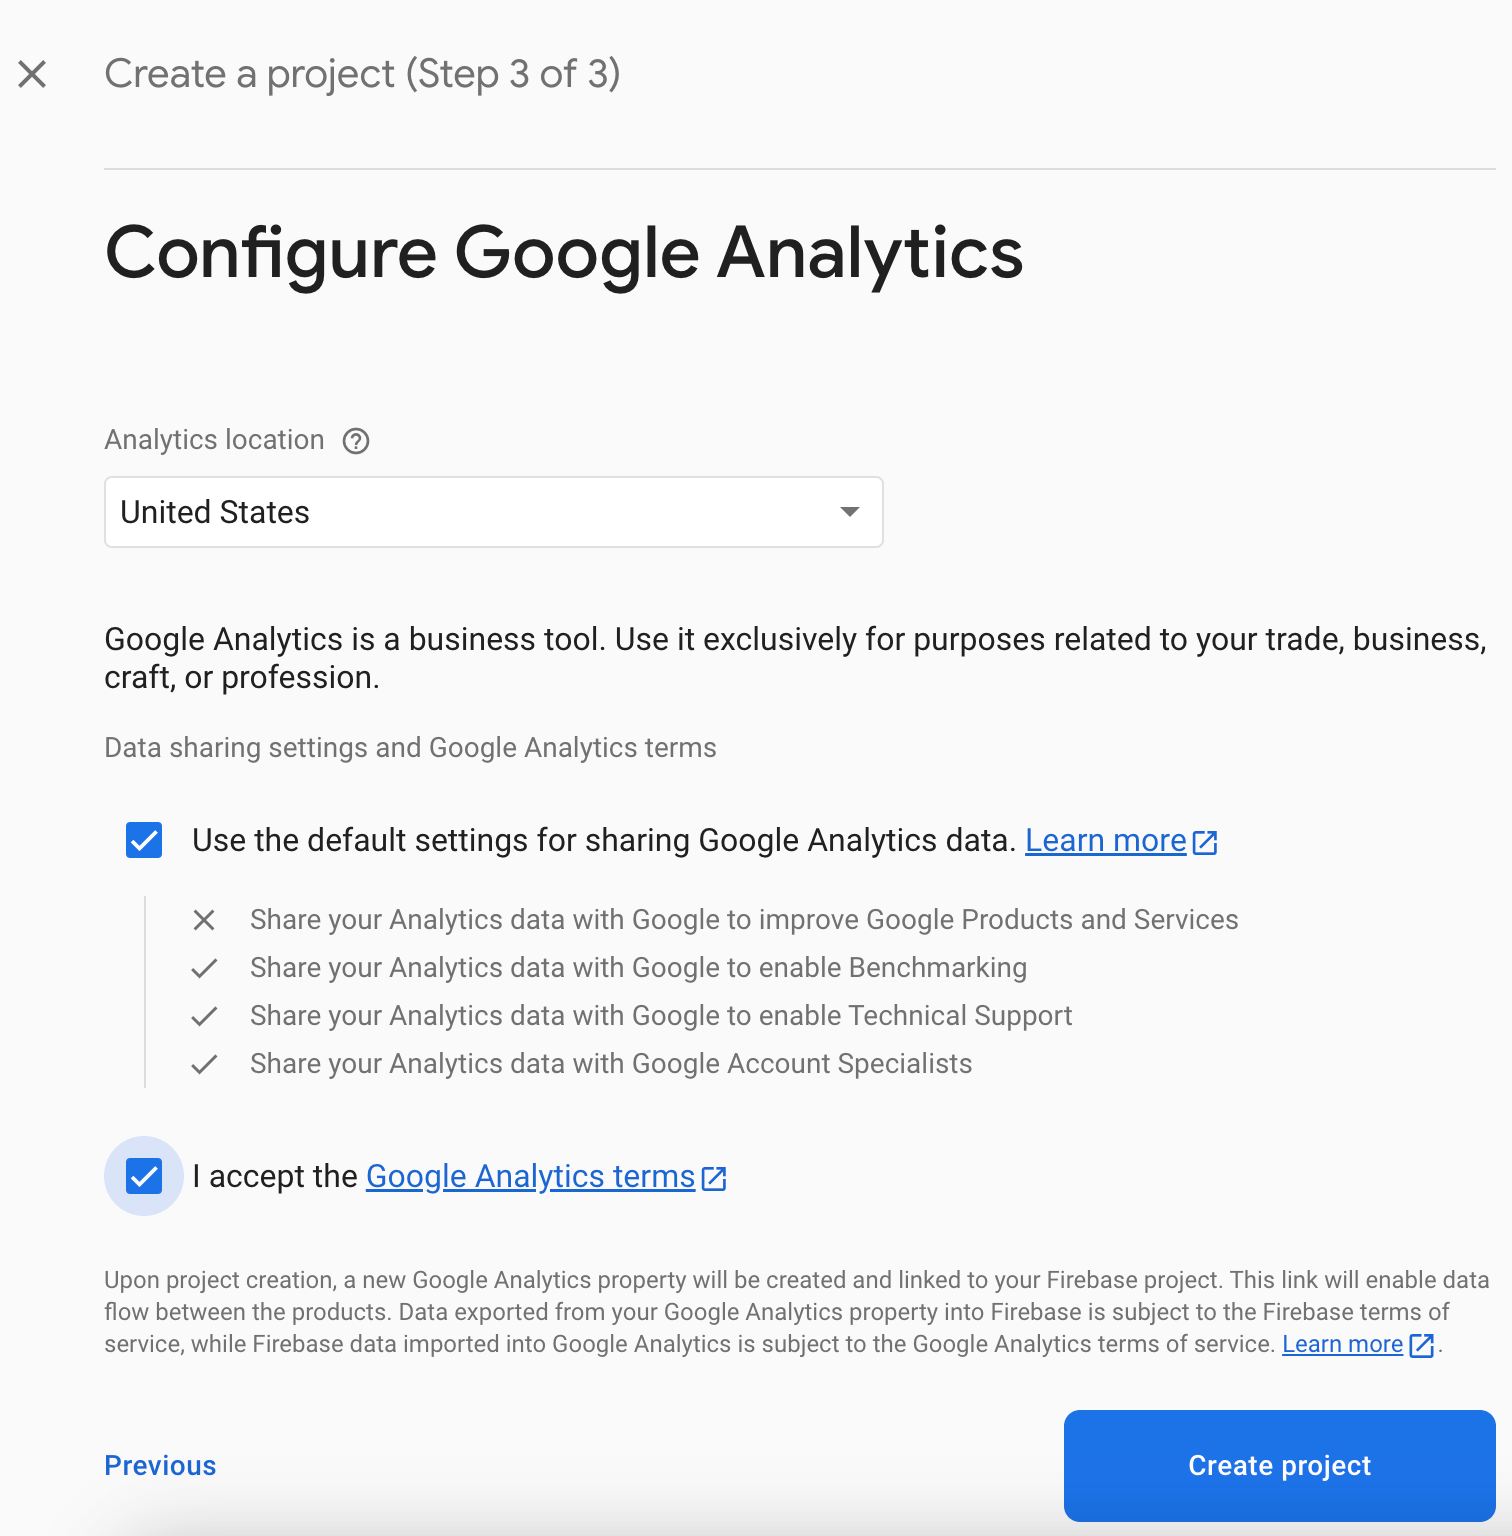 Create a project (Step 3 of 3)
Configure Google Analytics
Analytics location
United States
Google Analytics is a business tool. Use it exclusively for purposes related to your trade, business,
craft, or profession.
Data sharing settings and Google Analytics terms
Use the default settings for sharing Google Analytics data. Learn more
Share your Analytics data with Google to improve Google Products and Services
Share your Analytics data with Google to enable Benchmarking
Share your Analytics data with Google to enable Technical Support
Share your Analytics data with Google Account Specialists
I accept the Google Analytics terms
Upon project creation, a new Google Analytics property will be created and linked to your Firebase project. This link will enable data
flow between the products. Data exported from your Google Analytics property into Firebase is subject to the Firebase terms of
service, while Firebase data imported into Google Analytics is subject to the Google Analytics terms of service. Learn more .
Previous
Create project